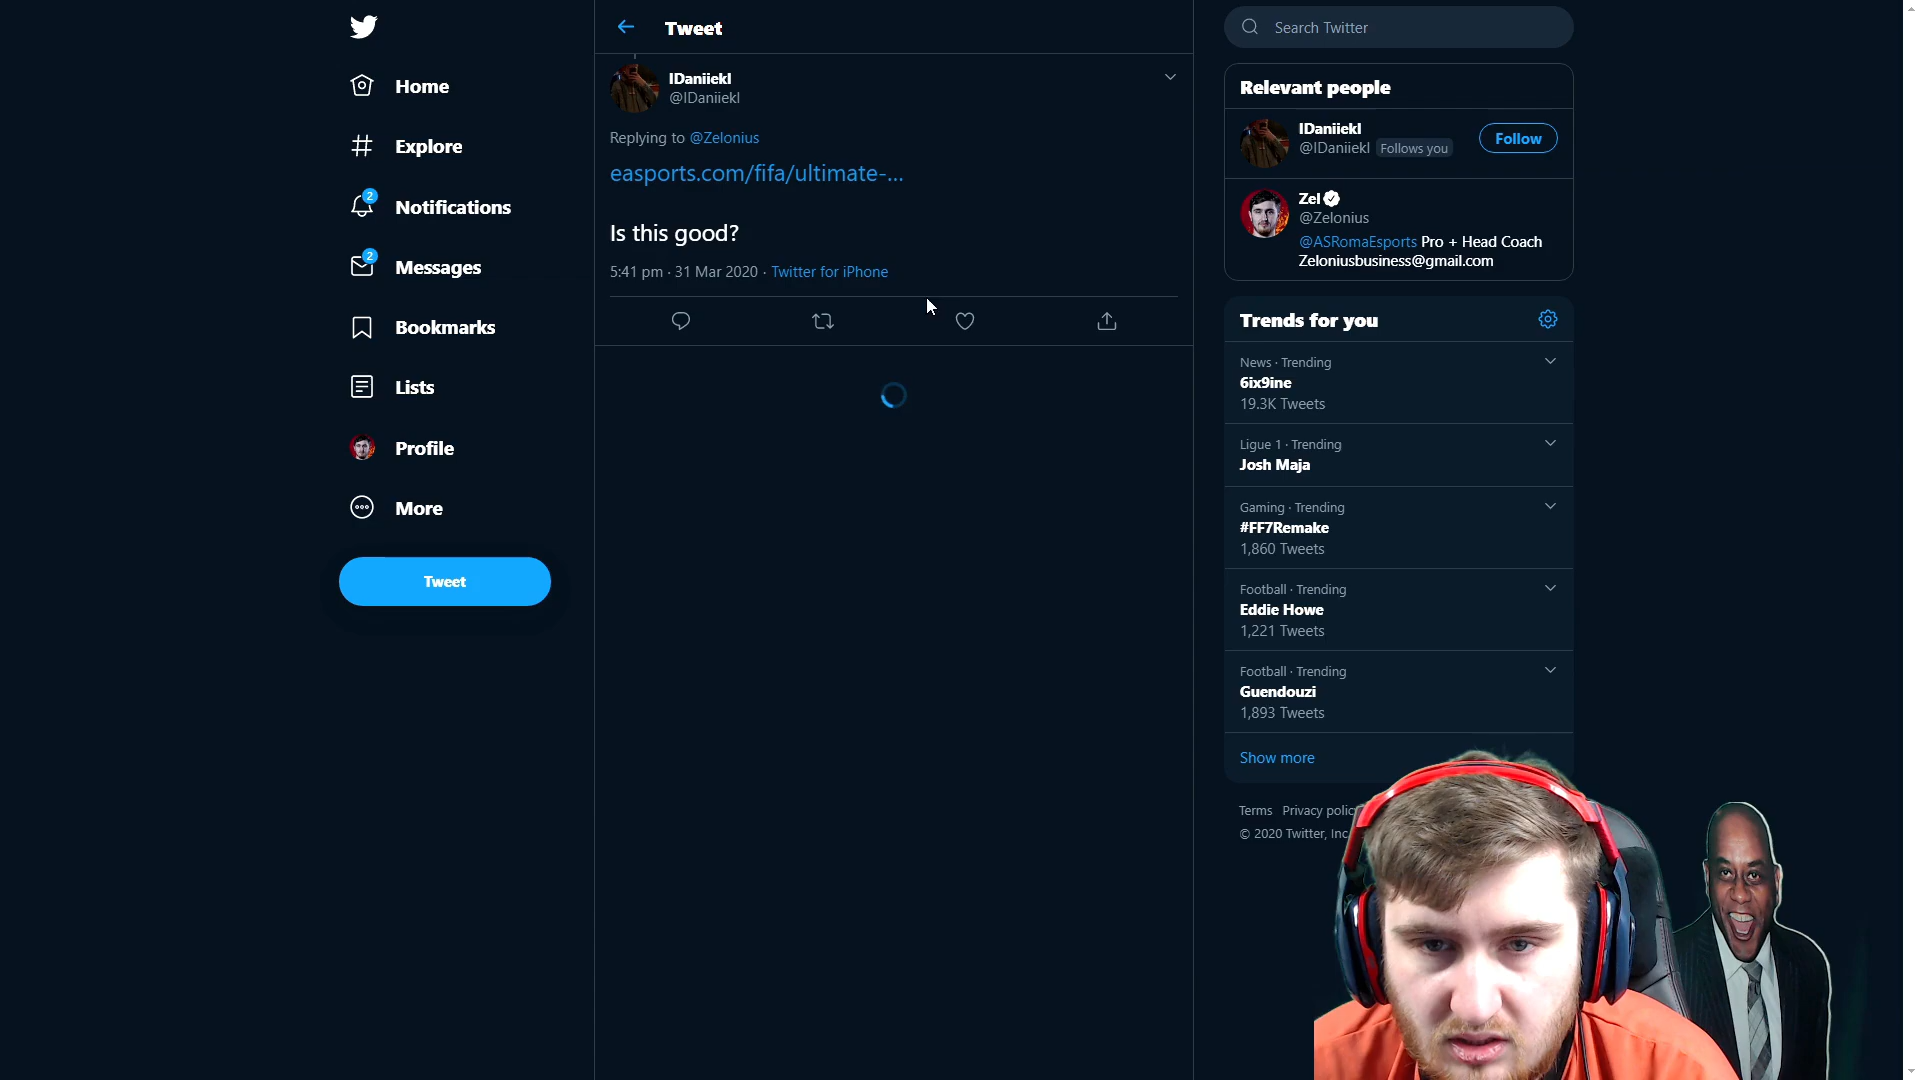 Home
Explore
2
Notifications
2
Messages
Bookmarks
Lists
Profile
More
Tweet
Tweet
IDaniiekl
@IDaniiekl
Replying to @Zelonius
easports.com/fifa/ultimate-...
Is this good?
5:41 pm · 31 Mar 2020 · Twitter for iPhone
Search Twitter
Relevant people
IDaniiekl
@IDaniiekl Follows you
Follow
Zel
@Zelonius
@ASRomaEsports Pro + Head Coach
Zeloniusbusiness@gmail.com
Trends for you
News · Trending
6ix9ine
19.3K Tweets
Ligue 1 · Trending
Josh Maja
Gaming · Trending
#FF7Remake
1,860 Tweets
Football · Trending
Eddie Howe
1,221 Tweets
Football · Trending
Guendouzi
1,893 Tweets
Show more
Terms Privacy
© 2020 Twitter, Inc